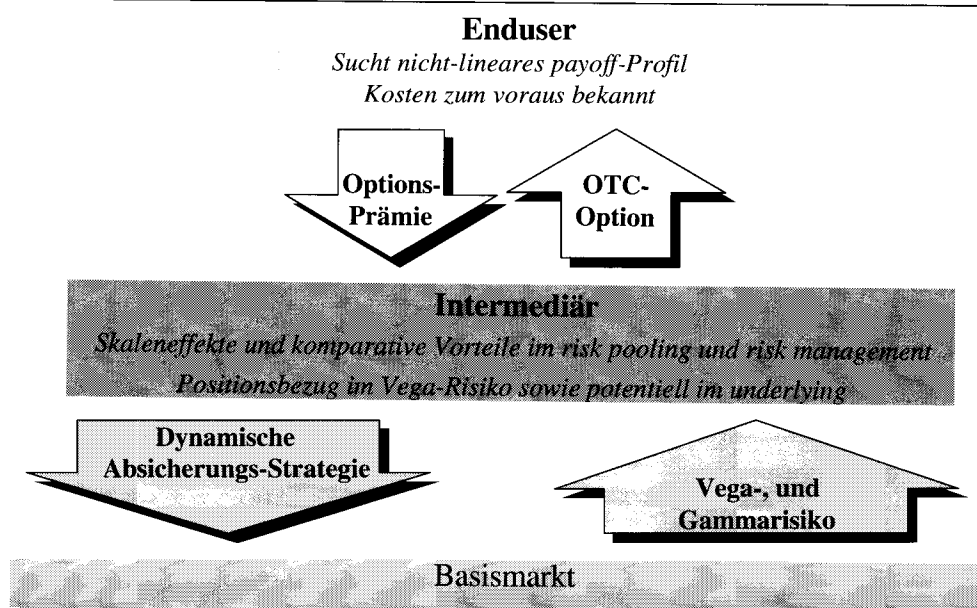 Enduser
Sucht nicht-lineares payoff-Profil
Kosten zum voraus bekannt
Options-
Prämie
OTC-
Option
Intermediär
Skaleneffekte und komparative Vorteile im risk pooling und risk management
Positionsbezug im Vega-Risiko sowie potentiell im underlying
Dynamische
Absicherungs-Strategie
Vega-, und
Gammarisiko
Basismarkt